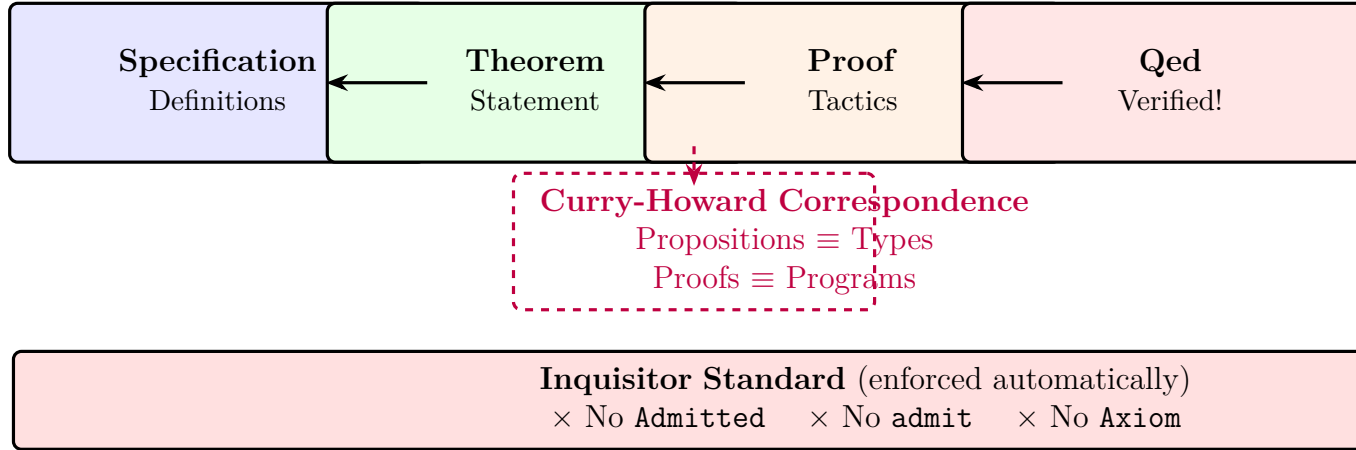 Specification
Definitions
Theorem
Statement
Proof
Tactics
Qed
Verified!
Curry-Howard Correspondence
Propositions ≡ Types
Proofs ≡ Programs
Inquisitor Standard (enforced automatically)
× No Admitted × No admit × No Axiom